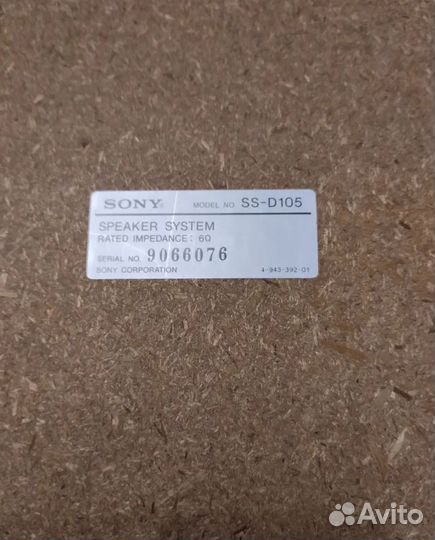 SONY MODEL NO. SS-D105
SPEAKER SYSTEM
RATED IMPEDANCE: 6Ω
SERIAL NO. 9066076
SONY CORPORATION 4-943-392-01
Avito